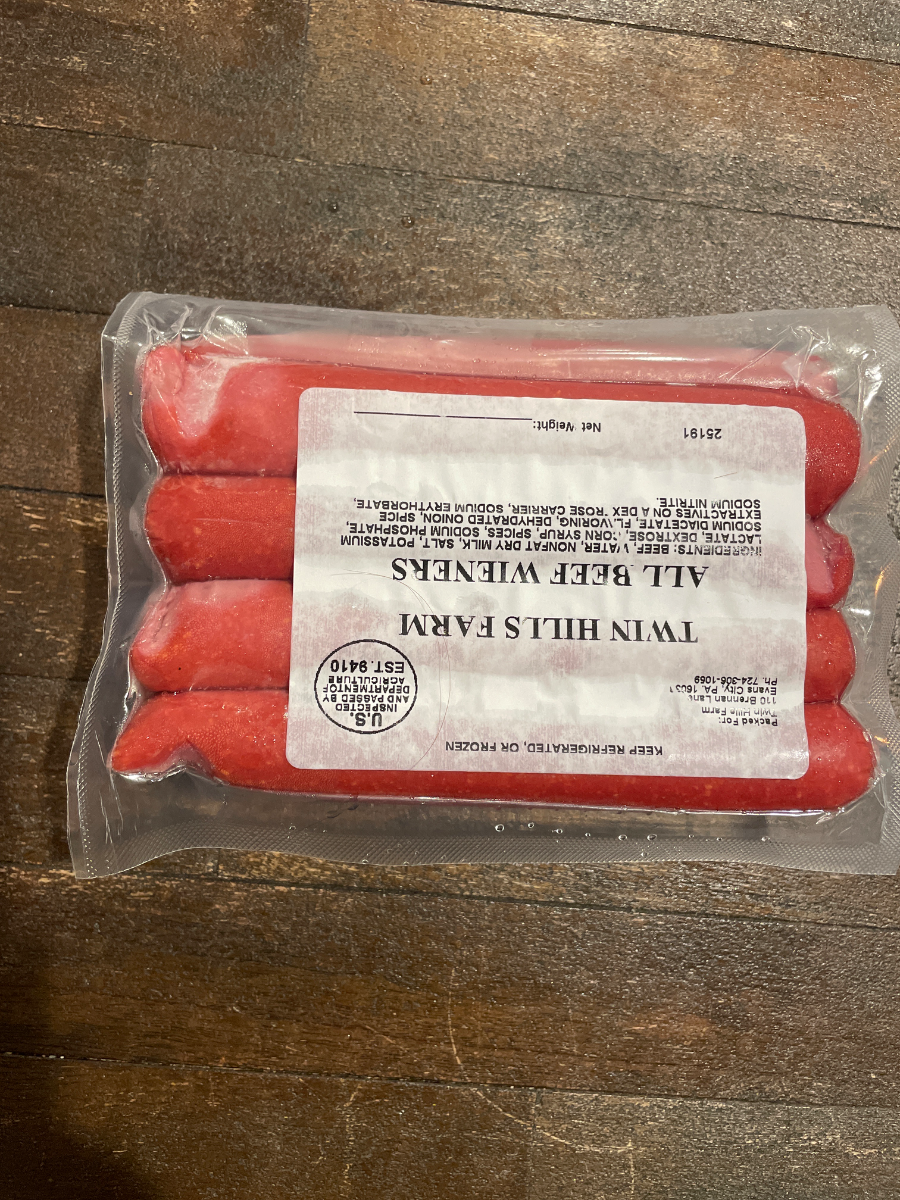 KEEP REFRIGERATED, OR FROZEN
Packed For:
Twin Hills Farm
110 Brennan Lane
Evans City, PA. 16033
Ph. 724-306-1069
U.S.
INSPECTED
AND PASSED BY
DEPARTMENT OF
AGRICULTURE
EST. 9410
TWIN HILLS FARM
ALL BEEF WIENERS
INGREDIENTS: BEEF, WATER, NONFAT DRY MILK, SALT, POTASSIUM
LACTATE, DEXTROSE, CORN SYRUP, SPICES, SODIUM PHOSPHATE,
SODIUM DIACETATE, FLAVORING, DEHYDRATED ONION, SPICE
EXTRACTIVES ON A DEXTROSE CARRIER, SODIUM ERYTHORBATE,
SODIUM NITRITE.
25191 Net Weight: